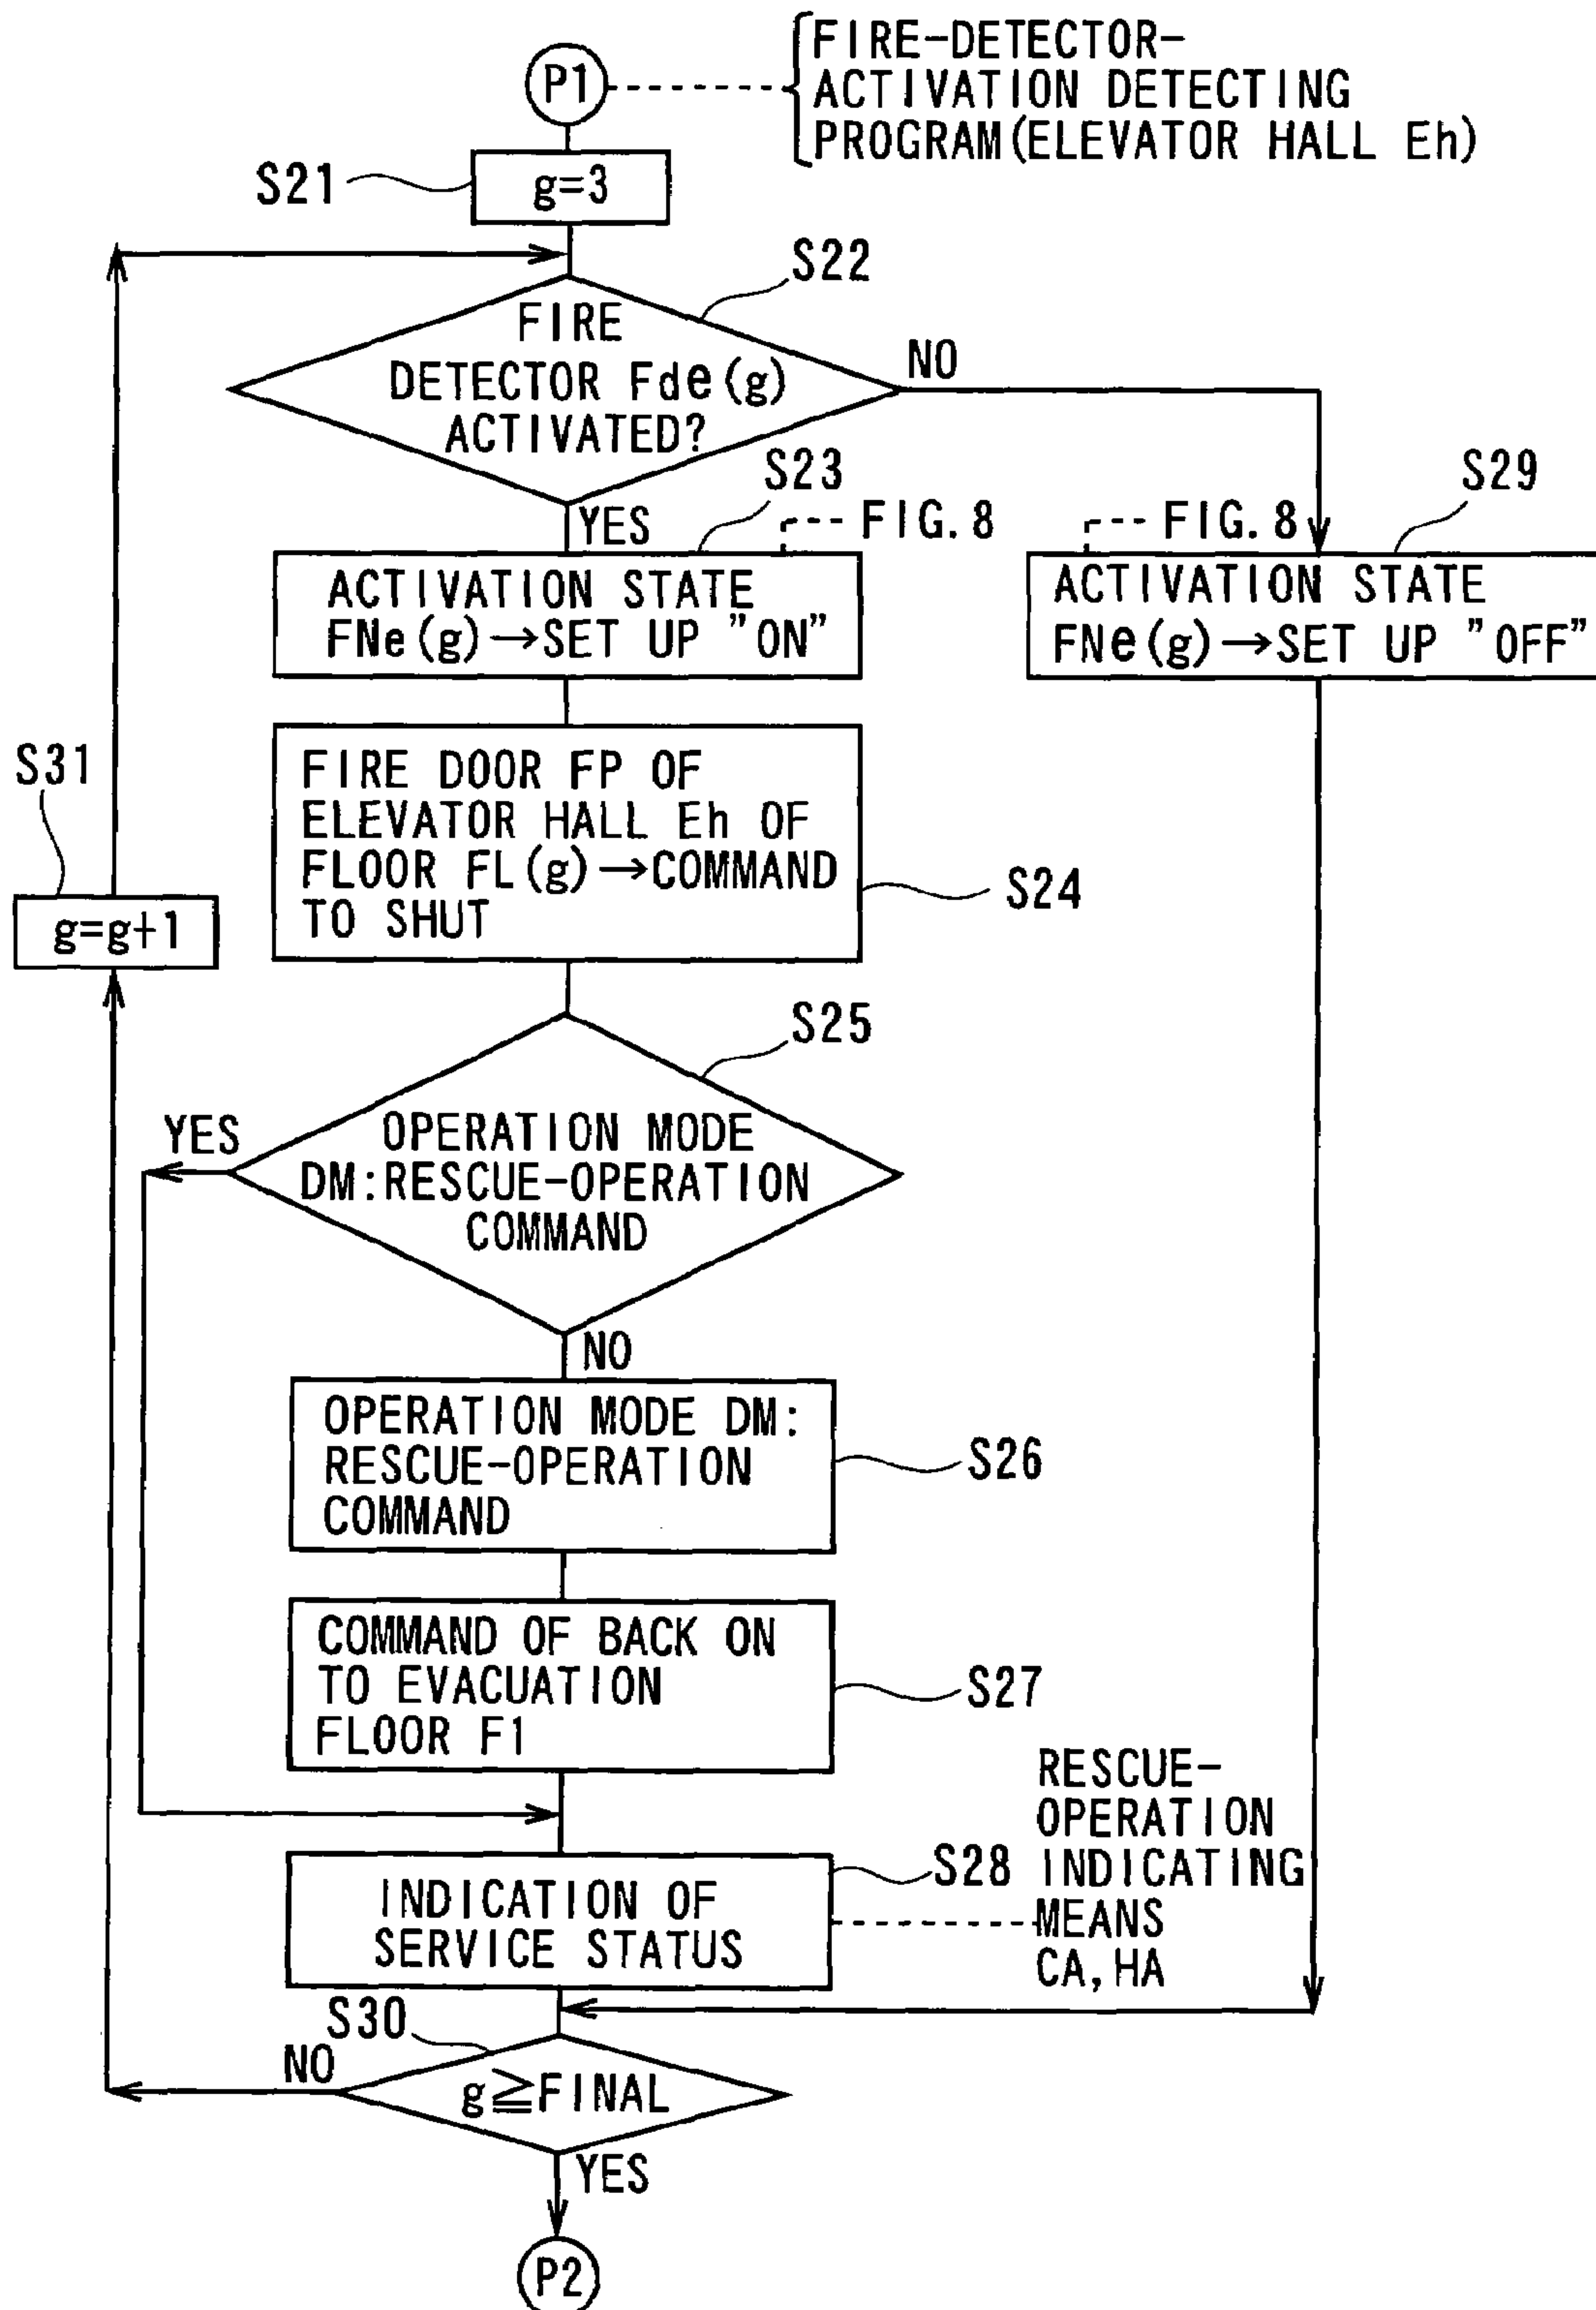 P1
FIRE-DETECTOR-
ACTIVATION DETECTING
PROGRAM(ELEVATOR HALL Eh)
S21
g=3
S22
FIRE
DETECTOR Fde(g)
ACTIVATED?
NO
YES
S23
FIG.8
ACTIVATION STATE
FNe(g)→SET UP "ON"
S29
FIG.8
ACTIVATION STATE
FNe(g)→SET UP "OFF"
S31
g=g+1
FIRE DOOR FP OF
ELEVATOR HALL Eh OF
FLOOR FL(g)→COMMAND
TO SHUT
S24
S25
YES
OPERATION MODE
DM:RESCUE-OPERATION
COMMAND
NO
OPERATION MODE DM:
RESCUE-OPERATION
COMMAND
S26
COMMAND OF BACK ON
TO EVACUATION
FLOOR F1
S27
RESCUE-
OPERATION
INDICATING
MEANS
CA,HA
S28
INDICATION OF
SERVICE STATUS
S30
NO
g≧FINAL
YES
P2